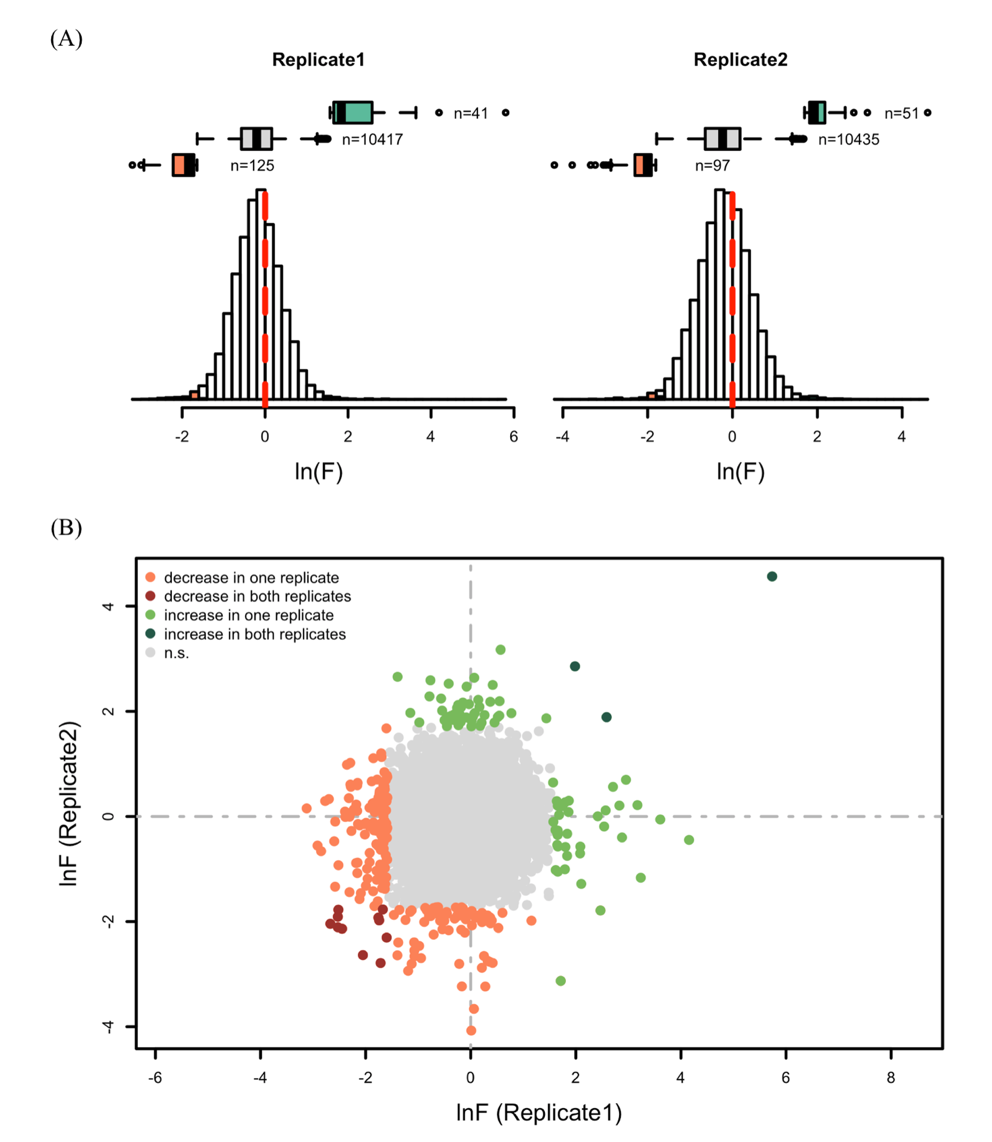 (A)
Replicate1
Replicate2
n=41
n=51
n=10417
n=10435
n=125
n=97
-2 0 2 4 6
-4 -2 0 2 4
ln(F)
ln(F)
(B)
decrease in one replicate
decrease in both replicates
increase in one replicate
increase in both replicates
n.s.
lnF (Replicate2)
4
2
0
-2
-4
-6 -4 -2 0 2 4 6 8
lnF (Replicate1)